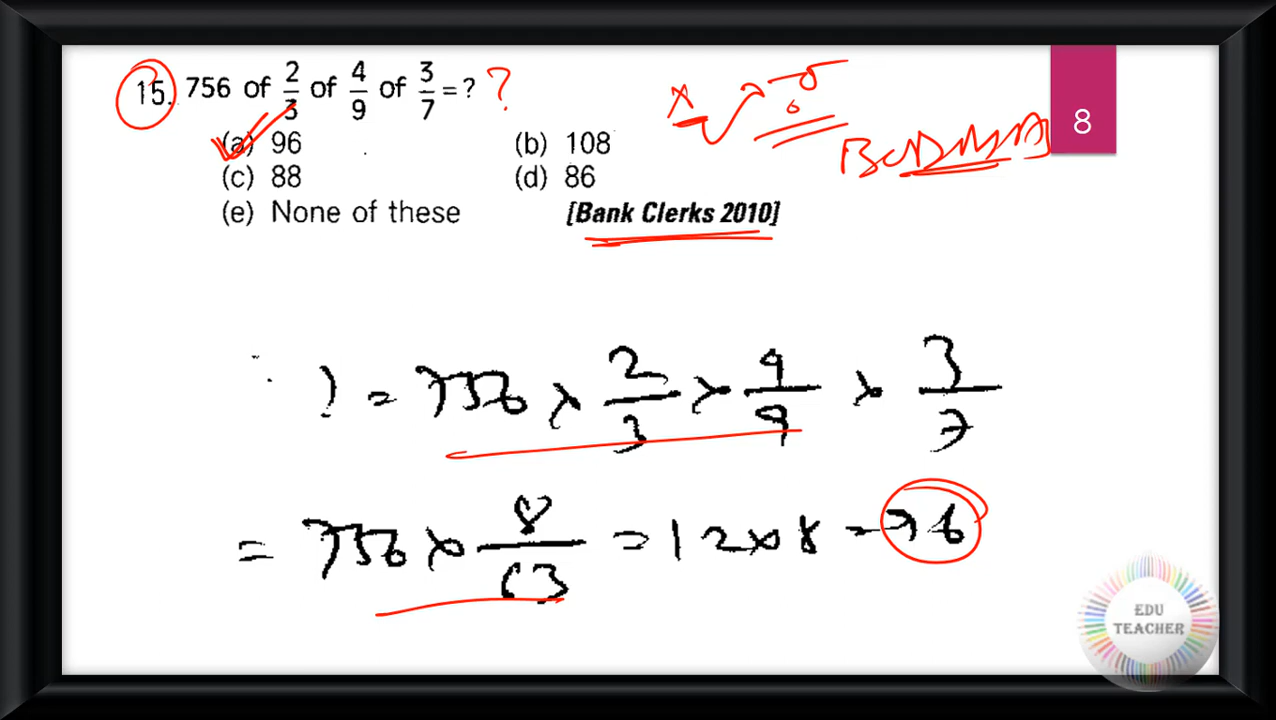 15. 756 of 2/3 of 4/9 of 3/7 = ? ?
8
(a) 96 (b) 108
(c) 88 (d) 86
(e) None of these [Bank Clerks 2010]
? = 756 × 2/3 × 4/9 × 3/7
= 756 × 8/63 = 12 × 8 = 96
EDU
TEACHER